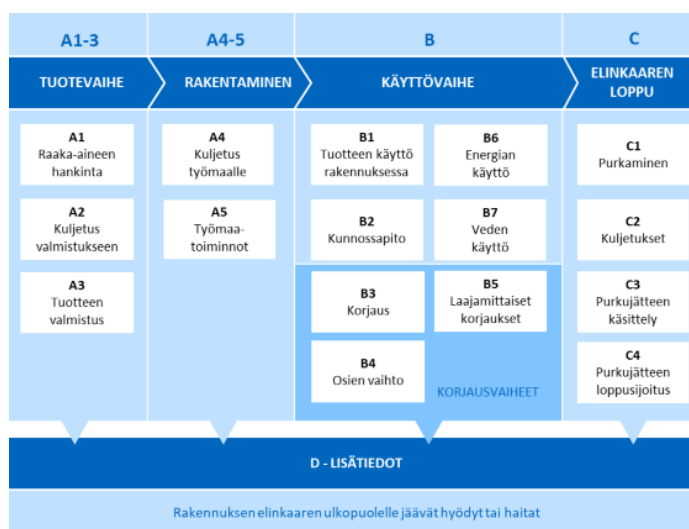 A1-3
A4-5
B
C
TUOTEVAIHE
RAKENTAMINEN
KÄYTTÖVAIHE
ELINKAAREN
LOPPU
A1
Raaka-aineen
hankinta
A2
Kuljetus
valmistukseen
A3
Tuotteen
valmistus
A4
Kuljetus
työmaalle
A5
Työmaa-
toiminnot
B1
Tuotteen käyttö
rakennuksessa
B2
Kunnossapito
B3
Korjaus
B4
Osien vaihto
B6
Energian
käyttö
B7
Veden
käyttö
B5
Laajamittaiset
korjaukset
KORJAUSVAIHEET
C1
Purkaminen
C2
Kuljetukset
C3
Purkujätteen
käsittely
C4
Purkujätteen
loppusijoitus
D - LISÄTIEDOT
Rakennuksen elinkaaren ulkopuolelle jäävät hyödyt tai haitat